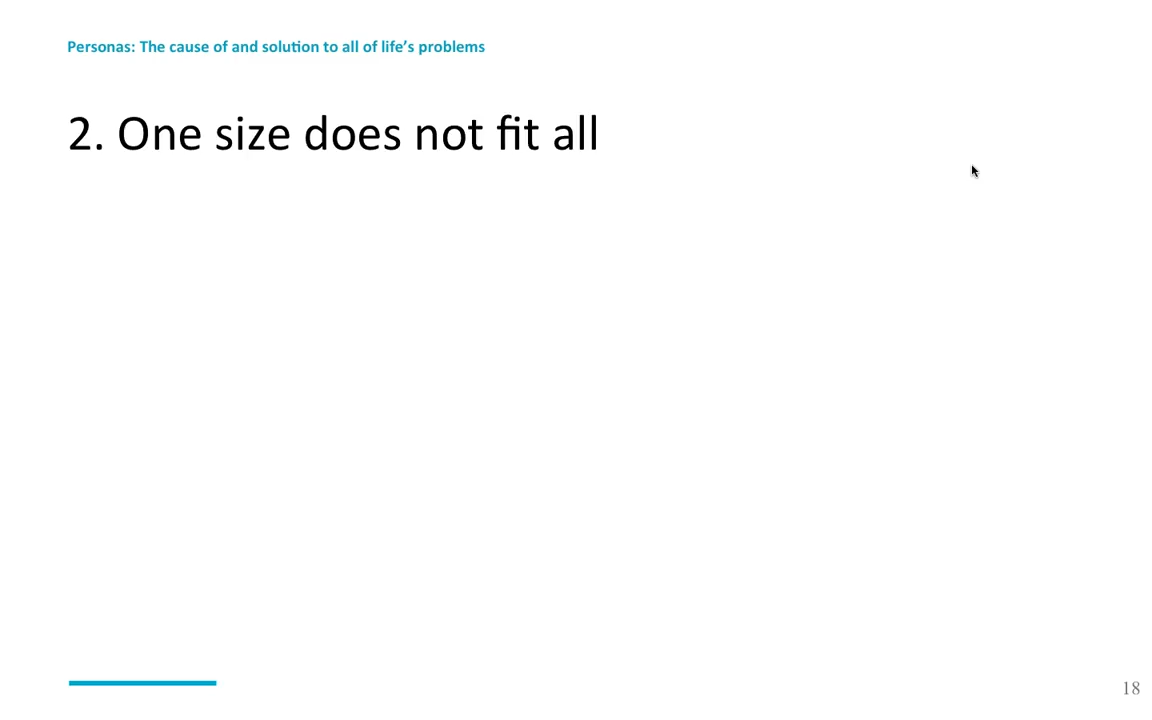 Personas: The cause of and solution to all of life’s problems
2. One size does not fit all
18